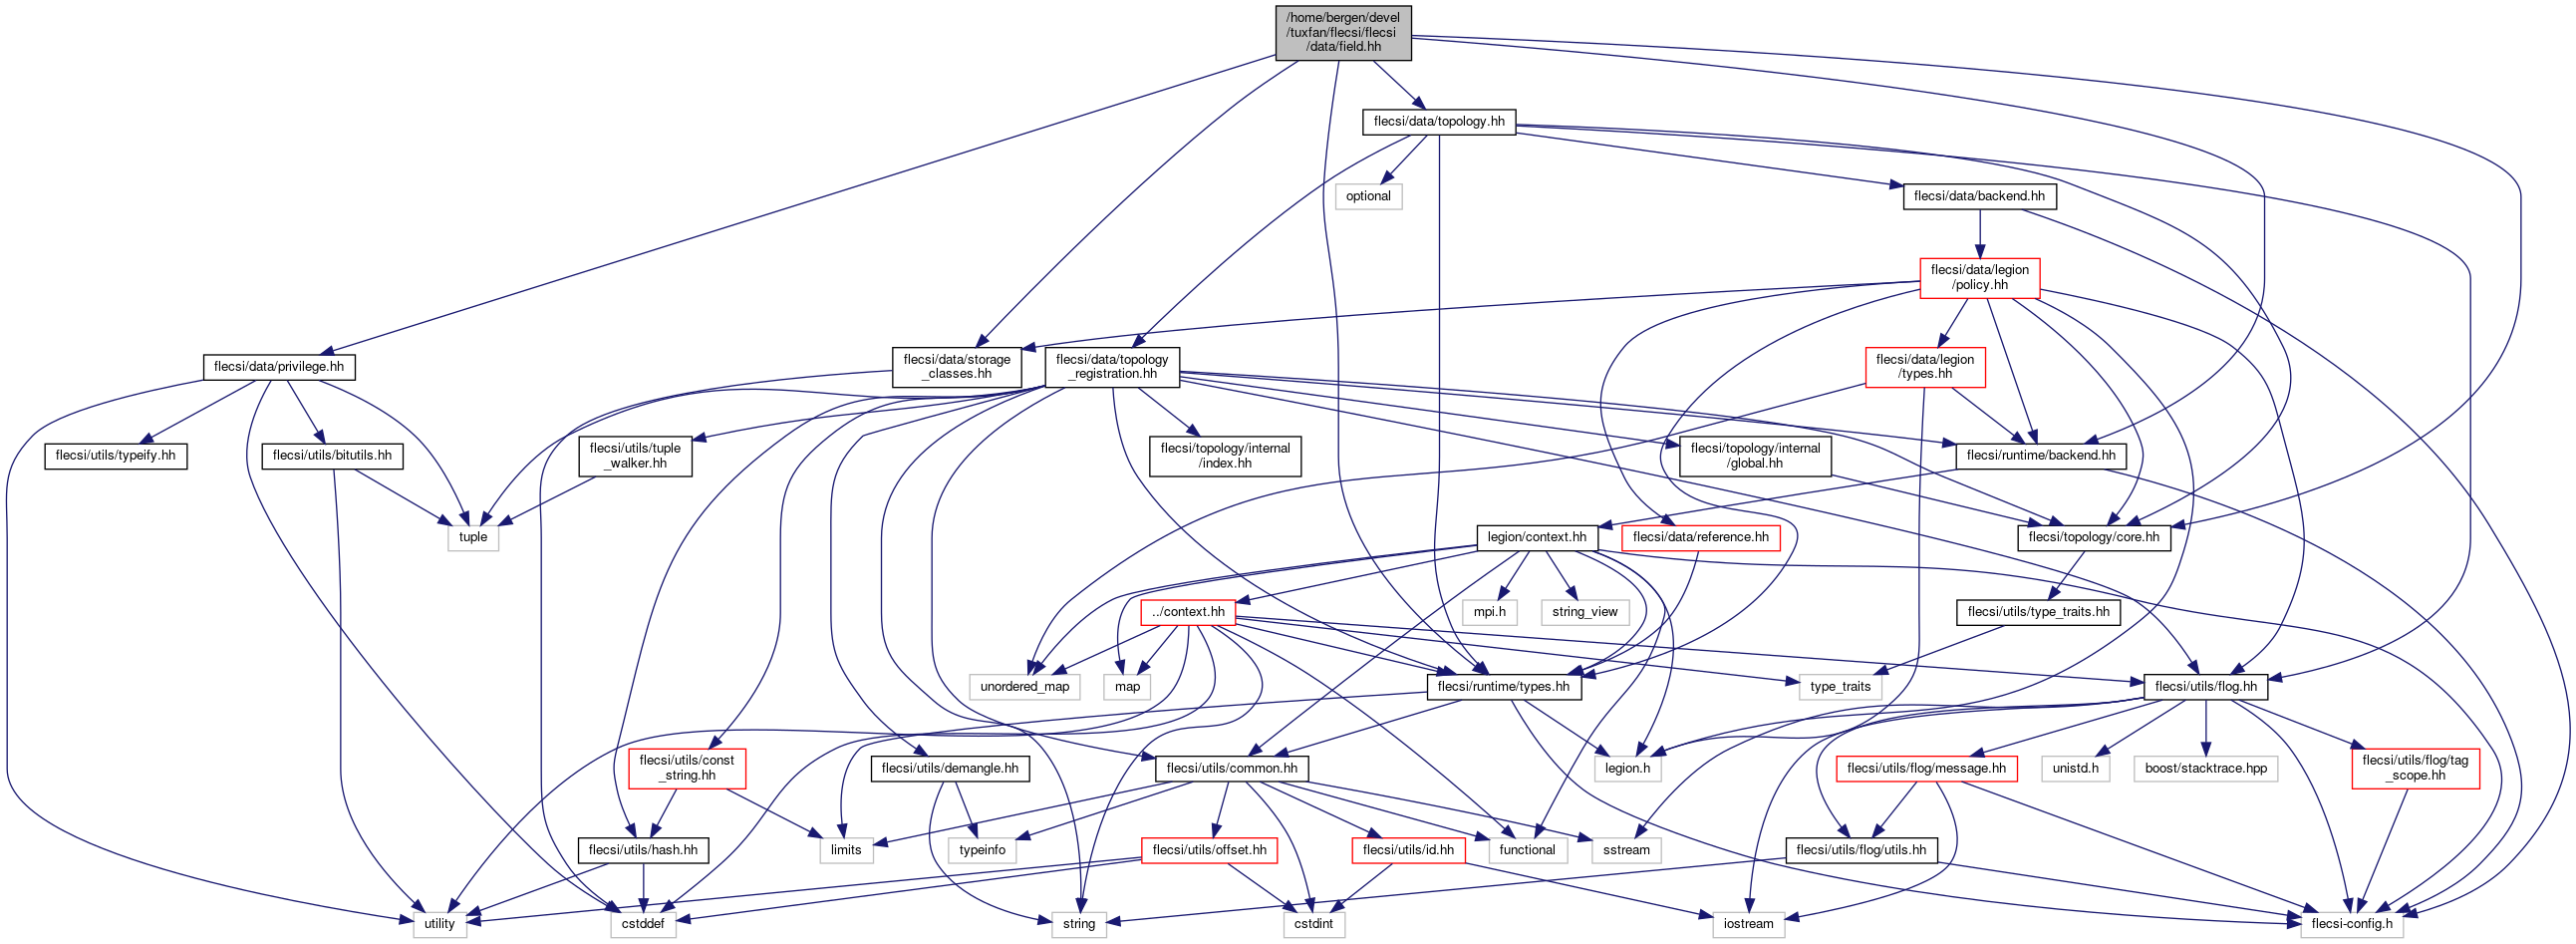 /home/bergen/devel
/tuxfan/flecsi/flecsi
/data/field.hh
flecsi/data/topology.hh
optional
flecsi/data/backend.hh
flecsi/data/legion
/policy.hh
flecsi/data/privilege.hh
flecsi/data/storage
_classes.hh
flecsi/data/topology
_registration.hh
flecsi/data/legion
/types.hh
flecsi/utils/typeify.hh
flecsi/utils/bitutils.hh
flecsi/utils/tuple
_walker.hh
flecsi/topology/internal
/index.hh
flecsi/topology/internal
/global.hh
flecsi/runtime/backend.hh
tuple
legion/context.hh
flecsi/data/reference.hh
flecsi/topology/core.hh
mpi.h
string_view
../context.hh
flecsi/utils/type_traits.hh
unordered_map
map
flecsi/runtime/types.hh
type_traits
flecsi/utils/flog.hh
flecsi/utils/const
_string.hh
flecsi/utils/demangle.hh
flecsi/utils/common.hh
legion.h
flecsi/utils/flog/message.hh
unistd.h
boost/stacktrace.hpp
flecsi/utils/flog/tag
_scope.hh
flecsi/utils/hash.hh
limits
typeinfo
flecsi/utils/offset.hh
flecsi/utils/id.hh
functional
sstream
flecsi/utils/flog/utils.hh
utility
cstddef
string
cstdint
iostream
flecsi-config.h